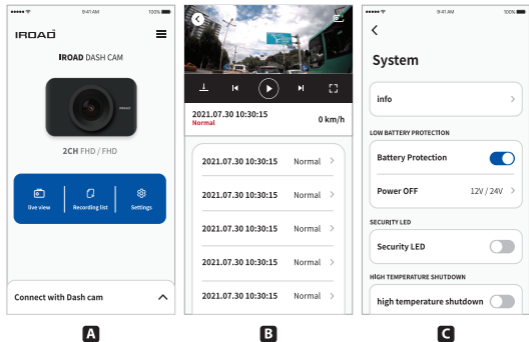 9:41 AM
100%
IROAD
IROAD DASH CAM
2CH FHD / FHD
live view
Recording list
Settings
Connect with Dash cam
A
2021.07.30 10:30:15
Normal
0 km/h
2021.07.30 10:30:15 Normal
2021.07.30 10:30:15 Normal
2021.07.30 10:30:15 Normal
2021.07.30 10:30:15 Normal
2021.07.30 10:30:15 Normal
B
9:41 AM
100%
System
info
LOW BATTERY PROTECTION
Battery Protection
Power OFF 12V / 24V
SECURITY LED
Security LED
HIGH TEMPERATURE SHUTDOWN
high temperature shutdown
C